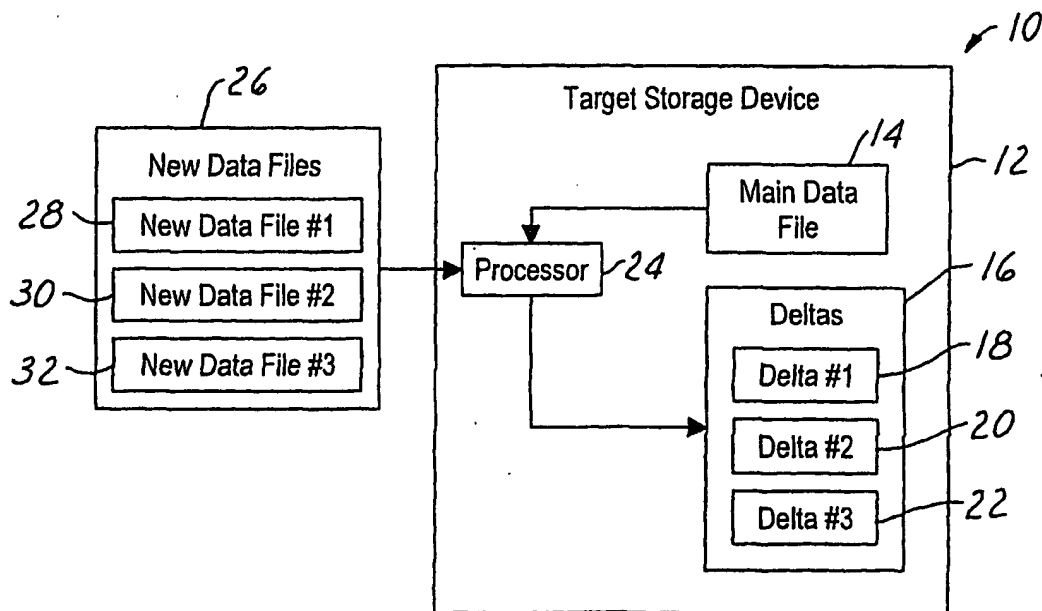 10
26
Target Storage Device
14
12
New Data Files
Main Data
File
28
New Data File #1
Processor
24
16
30
New Data File #2
Deltas
18
32
New Data File #3
Delta #1
20
Delta #2
22
Delta #3